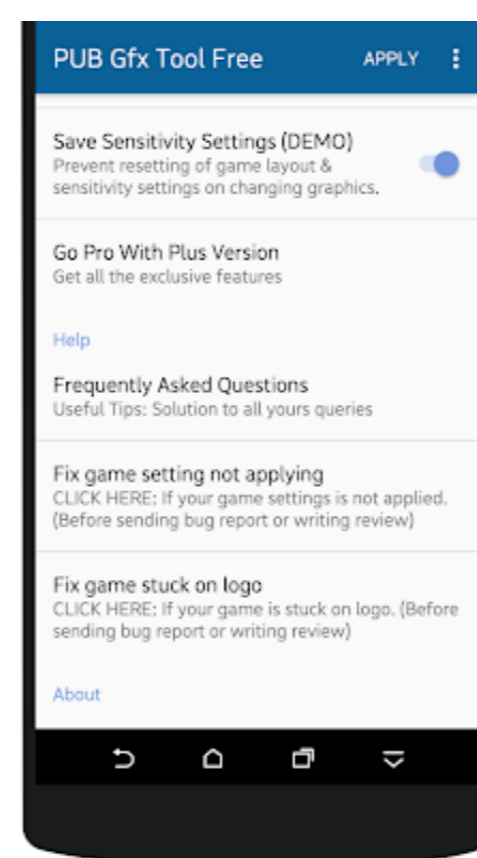 PUB Gfx Tool Free APPLY
Save Sensitivity Settings (DEMO)
Prevent resetting of game layout &
sensitivity settings on changing graphics.
Go Pro With Plus Version
Get all the exclusive features
Help
Frequently Asked Questions
Useful Tips: Solution to all yours queries
Fix game setting not applying
CLICK HERE: If your game settings is not applied.
(Before sending bug report or writing review)
Fix game stuck on logo
CLICK HERE: If your game is stuck on logo. (Before
sending bug report or writing review)
About